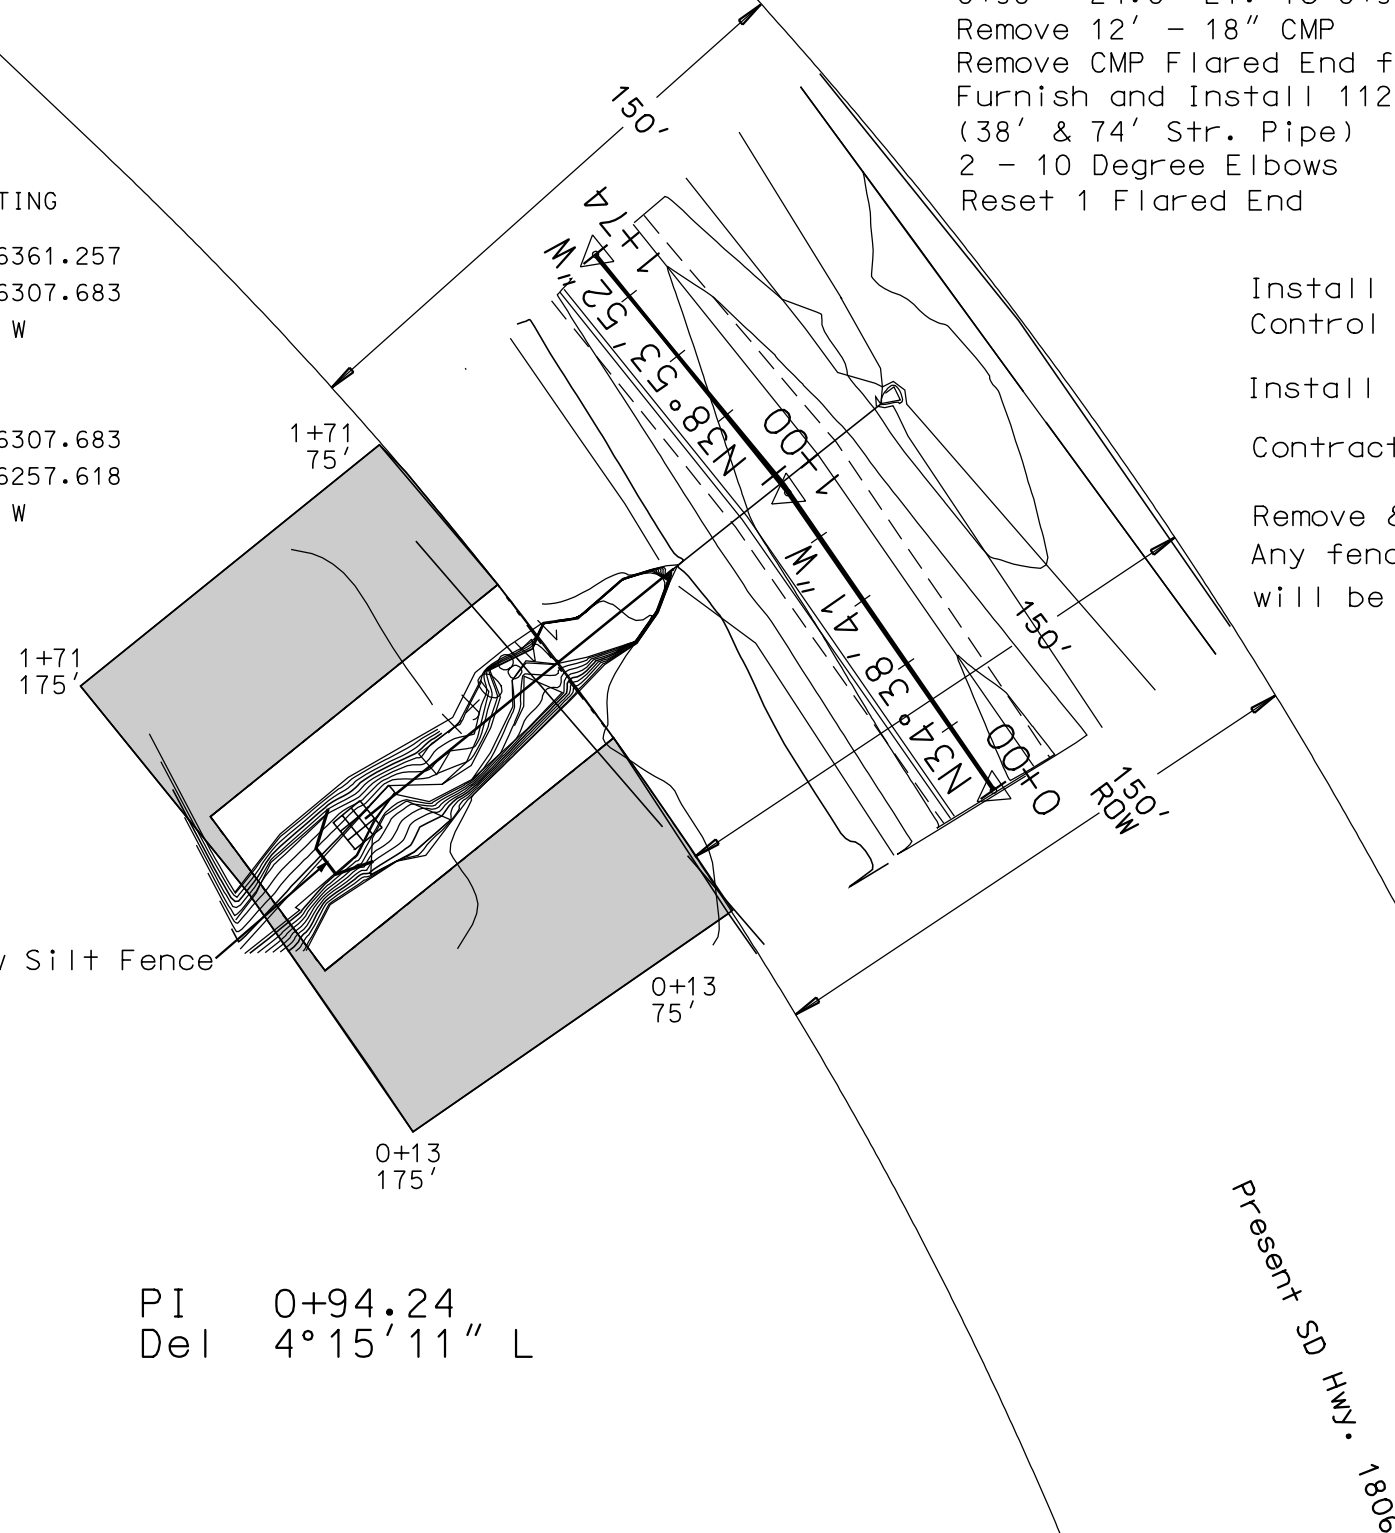 Remove 12' - 18" CMP
Remove CMP Flared End
Furnish and Install 112
(38' & 74' Str. Pipe)
2 - 10 Degree Elbows
Reset 1 Flared End
150'
TING
6361.257
6307.683
W
6307.683
6257.618
W
Install
Control
Install
Contract
Remove &
Any fenc
will be
1+74
N38°53'52"W
1+00
N34°38'41"W
0+00
1+71
75'
1+71
175'
150'
150'
ROW
Silt Fence
0+13
75'
0+13
175'
PI 0+94.24
Del 4°15'11" L
Present SD Hwy. 1806